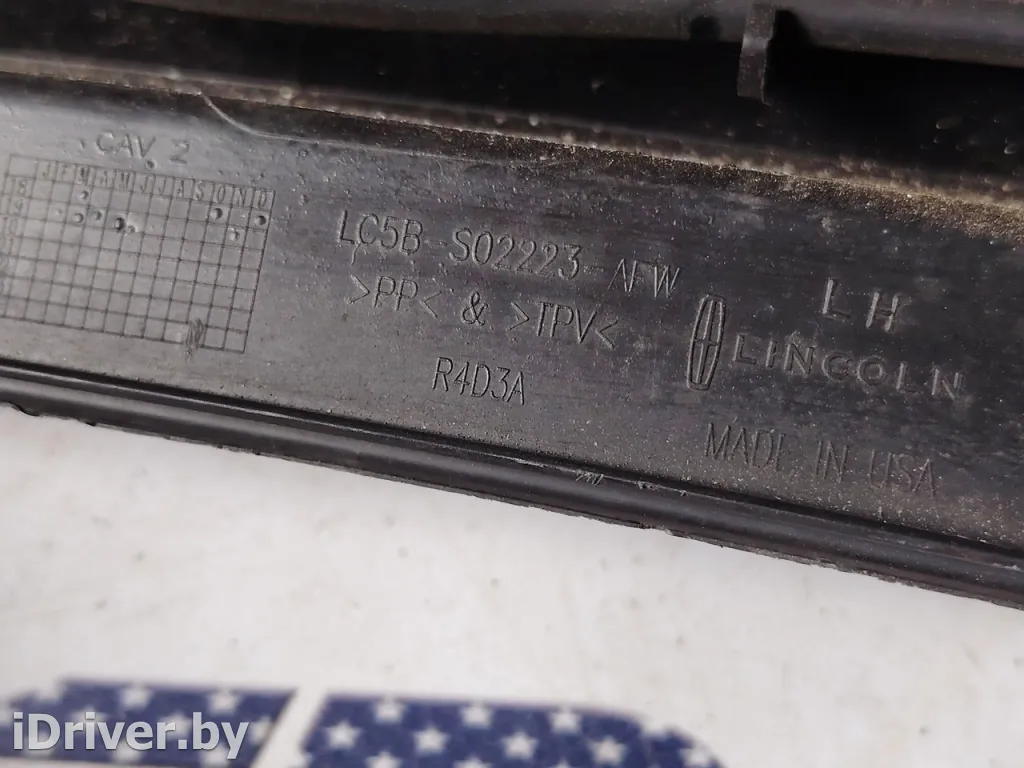 CAV 2
J F M A M J J A S O N D
LC5B-S02223-AFW
>PP< & >TPV<
R4D3A
LH
LINCOLN
MADE IN USA
iDriver.by